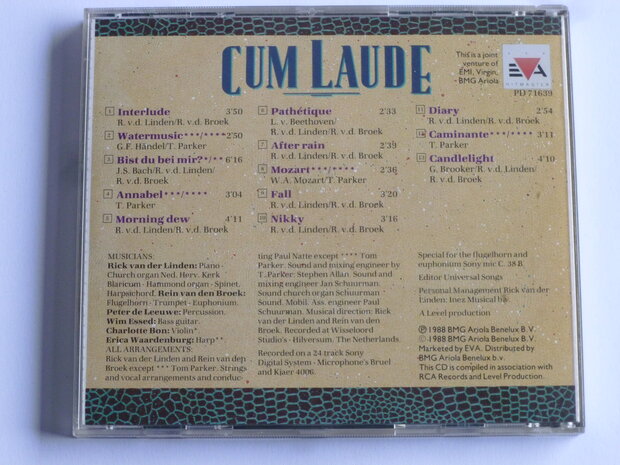 CUM LAUDE
This is a joint
venture of
EMI, Virgin,
BMG Ariola
EVA
HITMASTER
PD 71639
1 Interlude 3'50
R. v.d. Linden/R. v.d. Broek
2 Watermusic***/****2'50
G.F. Händel/T. Parker
3 Bist du bei mir?*/** 6'16
J.S. Bach/R. v.d. Linden/
R. v.d. Broek
4 Annabel***/**** 3'04
T. Parker
5 Morning dew 4'11
R. v.d. Linden/R. v.d. Broek
6 Pathétique 2'33
L. v. Beethoven/
R. v.d. Linden/R. v.d. Broek
7 After rain 2'39
R. v.d. Linden/R. v.d. Broek
8 Mozart***/**** 2'36
W.A. Mozart/T. Parker
9 Fall 3'20
R. v.d. Linden/R. v.d. Broek
10 Nikky 3'16
R. v.d. Linden/R. v.d. Broek
11 Diary 2'54
R. v.d. Linden/R. v.d. Broek
12 Caminante***/**** 3'11
T. Parker
13 Candlelight 4'10
G. Brooker/R. v.d. Linden/
R. v.d. Broek
MUSICIANS:
Rick van der Linden: Piano -
Church organ Ned. Herv. Kerk
Blaricum - Hammond organ - Spinet,
Harpsichord. Rein van den Broek:
Flugelhorn - Trumpet - Euphonium.
Peter de Leeuwe: Percussion.
Wim Essed: Bass guitar.
Charlotte Bon: Violin*
Erica Waardenburg: Harp**
ALL ARRANGEMENTS:
Rick van der Linden and Rein van den
Broek except *** Tom Parker. Strings
and vocal arrangements and conduc-
ting Paul Natte except **** Tom
Parker. Sound and mixing engineer by
T. Parker: Stephen Allan. Sound and
mixing engineer Jan Schuurman.
Sound church organ Schuurman
Sound. Mobil. Ass. engineer Paul
Schuurman. Musical direction: Rick
van der Linden and Rein van den
Broek. Recorded at Wisseloord
Studio's - Hilversum. The Netherlands.
Recorded on a 24 track Sony
Digital System - Microphone's Bruel
and Kjaer 4006.
Special for the flugelhorn and
euphonium Sony mic C. 38 B.
Editor Universal Songs
Personal Management Rick van der
Linden: Inez Musical bv.
A Level production
Ⓟ 1988 BMG Ariola Benelux B.V.
© 1988 BMG Ariola Benelux B.V.
Marketed by EVA. Distributed by
BMG Ariola Benelux b.v.
This CD is compiled in association with
RCA Records and Level Production.